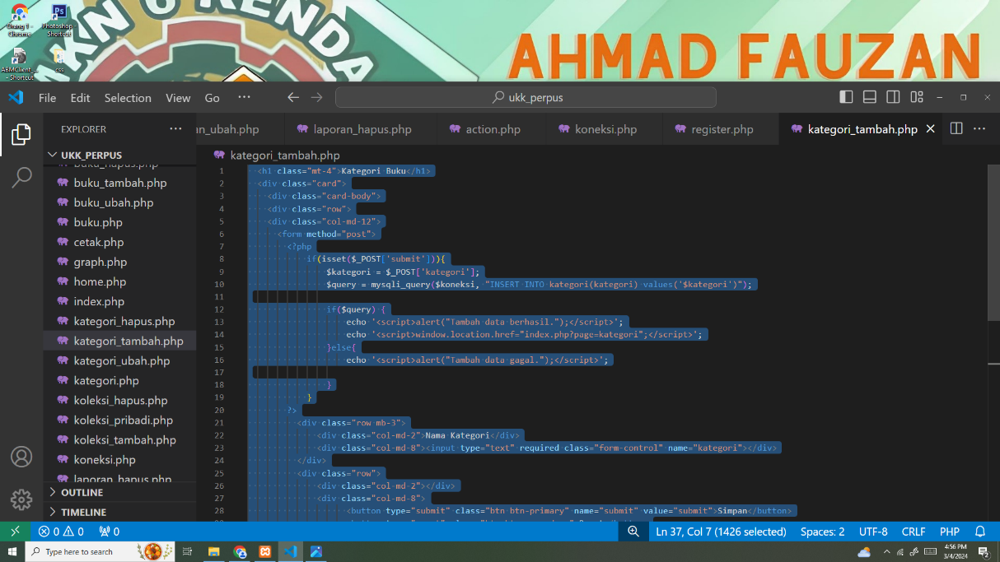 Chang 1 -
Chrome
Photoshop -
Shortcut
ABMClient_...
- Shortcut
css
KN 6 KENDA
AHMAD FAUZAN
File Edit Selection View Go ··· ukk_perpus
EXPLORER ···
UKK_PERPUS
buku_hapus.php
buku_tambah.php
buku_ubah.php
buku.php
cetak.php
graph.php
home.php
index.php
kategori_hapus.php
kategori_tambah.php
kategori_ubah.php
kategori.php
koleksi_hapus.php
koleksi_pribadi.php
koleksi_tambah.php
koneksi.php
laporan_hapus.php
OUTLINE
TIMELINE
an_ubah.php laporan_hapus.php action.php koneksi.php register.php kategori_tambah.php ···
kategori_tambah.php
1 <h1 class="mt-4">Kategori Buku</h1>
2 <div class="card">
3 <div class="card-body">
4 <div class="row">
5 <div class="col-md-12">
6 <form method="post">
7 <?php
8 if(isset($_POST['submit'])){
9 $kategori = $_POST['kategori'];
10 $query = mysqli_query($koneksi, "INSERT INTO kategori(kategori) values('$kategori')");
11
12 if($query) {
13 echo '<script>alert("Tambah data berhasil.");</script>';
14 echo '<script>window.location.href="index.php?page=kategori";</script>';
15 }else{
16 echo '<script>alert("Tambah data gagal.");</script>';
17
18 }
19 }
20 ?>
21 <div class="row mb-3">
22 <div class="col-md-2">Nama Kategori</div>
23 <div class="col-md-8"><input type="text" required class="form-control" name="kategori"></div>
24 </div>
25 <div class="row">
26 <div class="col-md-2"></div>
27 <div class="col-md-8">
28 <button type="submit" class="btn btn-primary" name="submit" value="submit">Simpan</button>
0 0 0 Ln 37, Col 7 (1426 selected) Spaces: 2 UTF-8 CRLF PHP
Type here to search
4:56 PM
3/4/2024
2